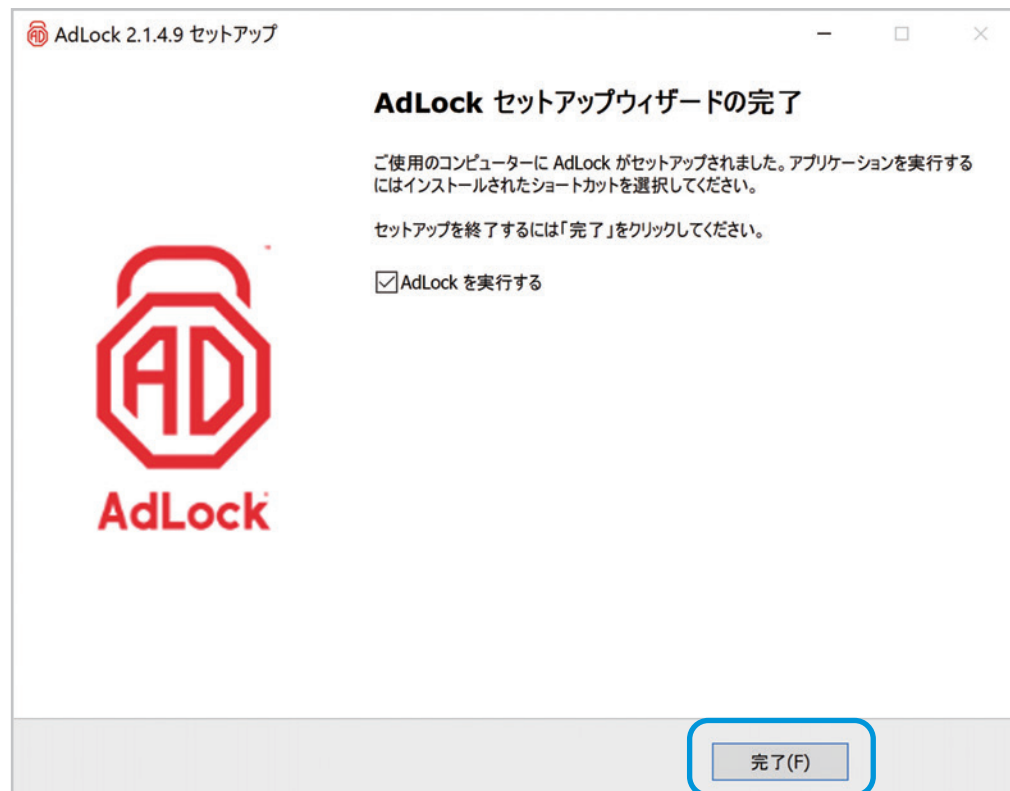 AdLock 2.1.4.9 セットアップ
AdLock セットアップウィザードの完了
ご使用のコンピューターに AdLock がセットアップされました。アプリケーションを実行する
にはインストールされたショートカットを選択してください。
セットアップを終了するには「完了」をクリックしてください。
AdLock を実行する
AD
AdLock
完了(F)